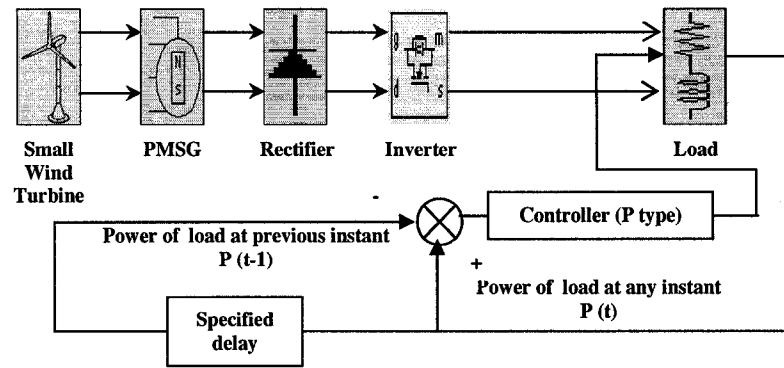 N
S
g m
d s
Small
Wind
Turbine
PMSG
Rectifier
Inverter
Load
-
Controller (P type)
Power of load at previous instant
P (t-1)
+
Power of load at any instant
P (t)
Specified
delay